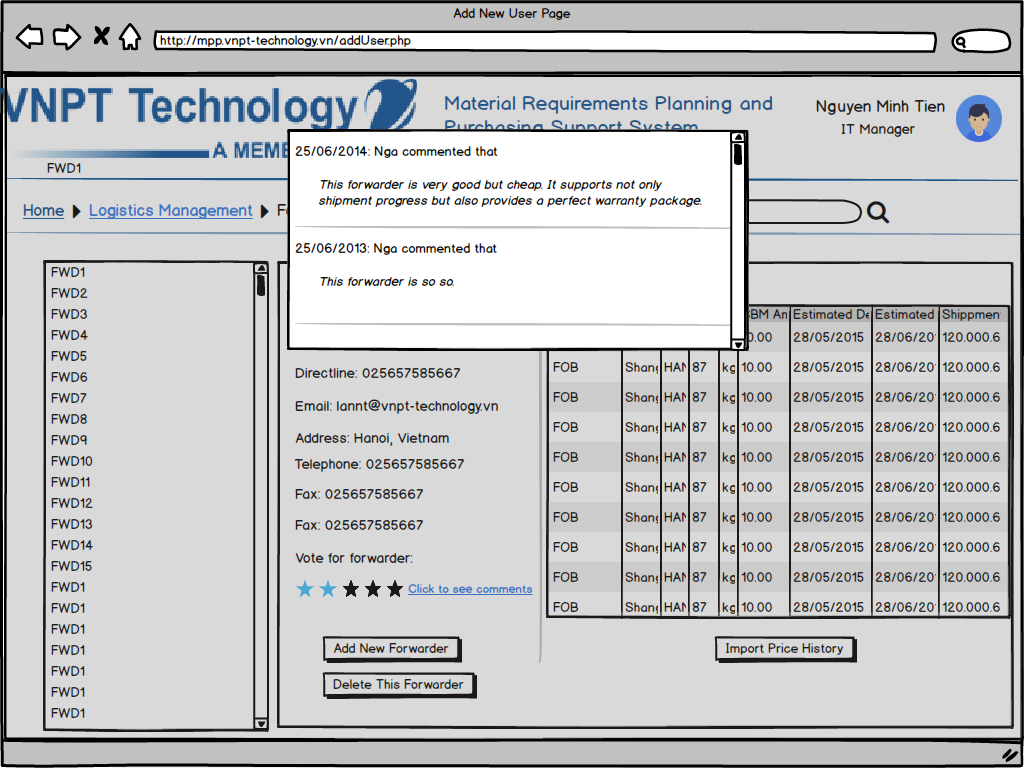 Add New User Page
http://mpp.vnpt-technology.vn/addUser.php
VNPT Technology
A MEMB
Material Requirements Planning and
Purchasing Support System
Nguyen Minh Tien
IT Manager
FWD1
Home Logistics Management
25/06/2014: Nga commented that
This forwarder is very good but cheap. It supports not only
shipment progress but also provides a perfect warranty package.
25/06/2013: Nga commented that
This forwarder is so so.
FWD1
FWD2
FWD3
FWD4
FWD5
FWD6
FWD7
FWD8
FWD9
FWD10
FWD11
FWD12
FWD13
FWD14
FWD15
FWD1
FWD1
FWD1
FWD1
FWD1
FWD1
FWD1
Directline: 025657585667
Email: lannt@vnpt-technology.vn
Address: Hanoi, Vietnam
Telephone: 025657585667
Fax: 025657585667
Fax: 025657585667
Vote for forwarder:
Click to see comments
Add New Forwarder
Delete This Forwarder
BM Am Estimated De Estimated Shippmen
0.00 28/05/2015 28/06/20 120.000.6
FOB Shang HAN 87 kg 10.00 28/05/2015 28/06/20 120.000.6
FOB Shang HAN 87 kg 10.00 28/05/2015 28/06/20 120.000.6
FOB Shang HAN 87 kg 10.00 28/05/2015 28/06/20 120.000.6
FOB Shang HAN 87 kg 10.00 28/05/2015 28/06/20 120.000.6
FOB Shang HAN 87 kg 10.00 28/05/2015 28/06/20 120.000.6
FOB Shang HAN 87 kg 10.00 28/05/2015 28/06/20 120.000.6
FOB Shang HAN 87 kg 10.00 28/05/2015 28/06/20 120.000.6
FOB Shang HAN 87 kg 10.00 28/05/2015 28/06/20 120.000.6
FOB Shang HAN 87 kg 10.00 28/05/2015 28/06/20 120.000.6
Import Price History